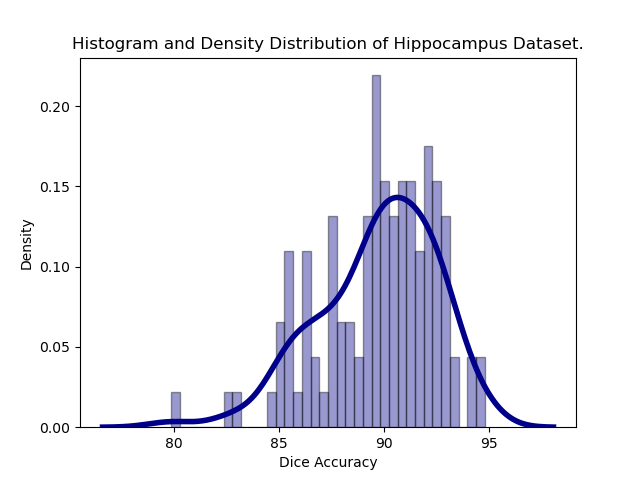 Histogram and Density Distribution of Hippocampus Dataset.
0.20
0.15
0.10
0.05
0.00
Density
80 85 90 95
Dice Accuracy